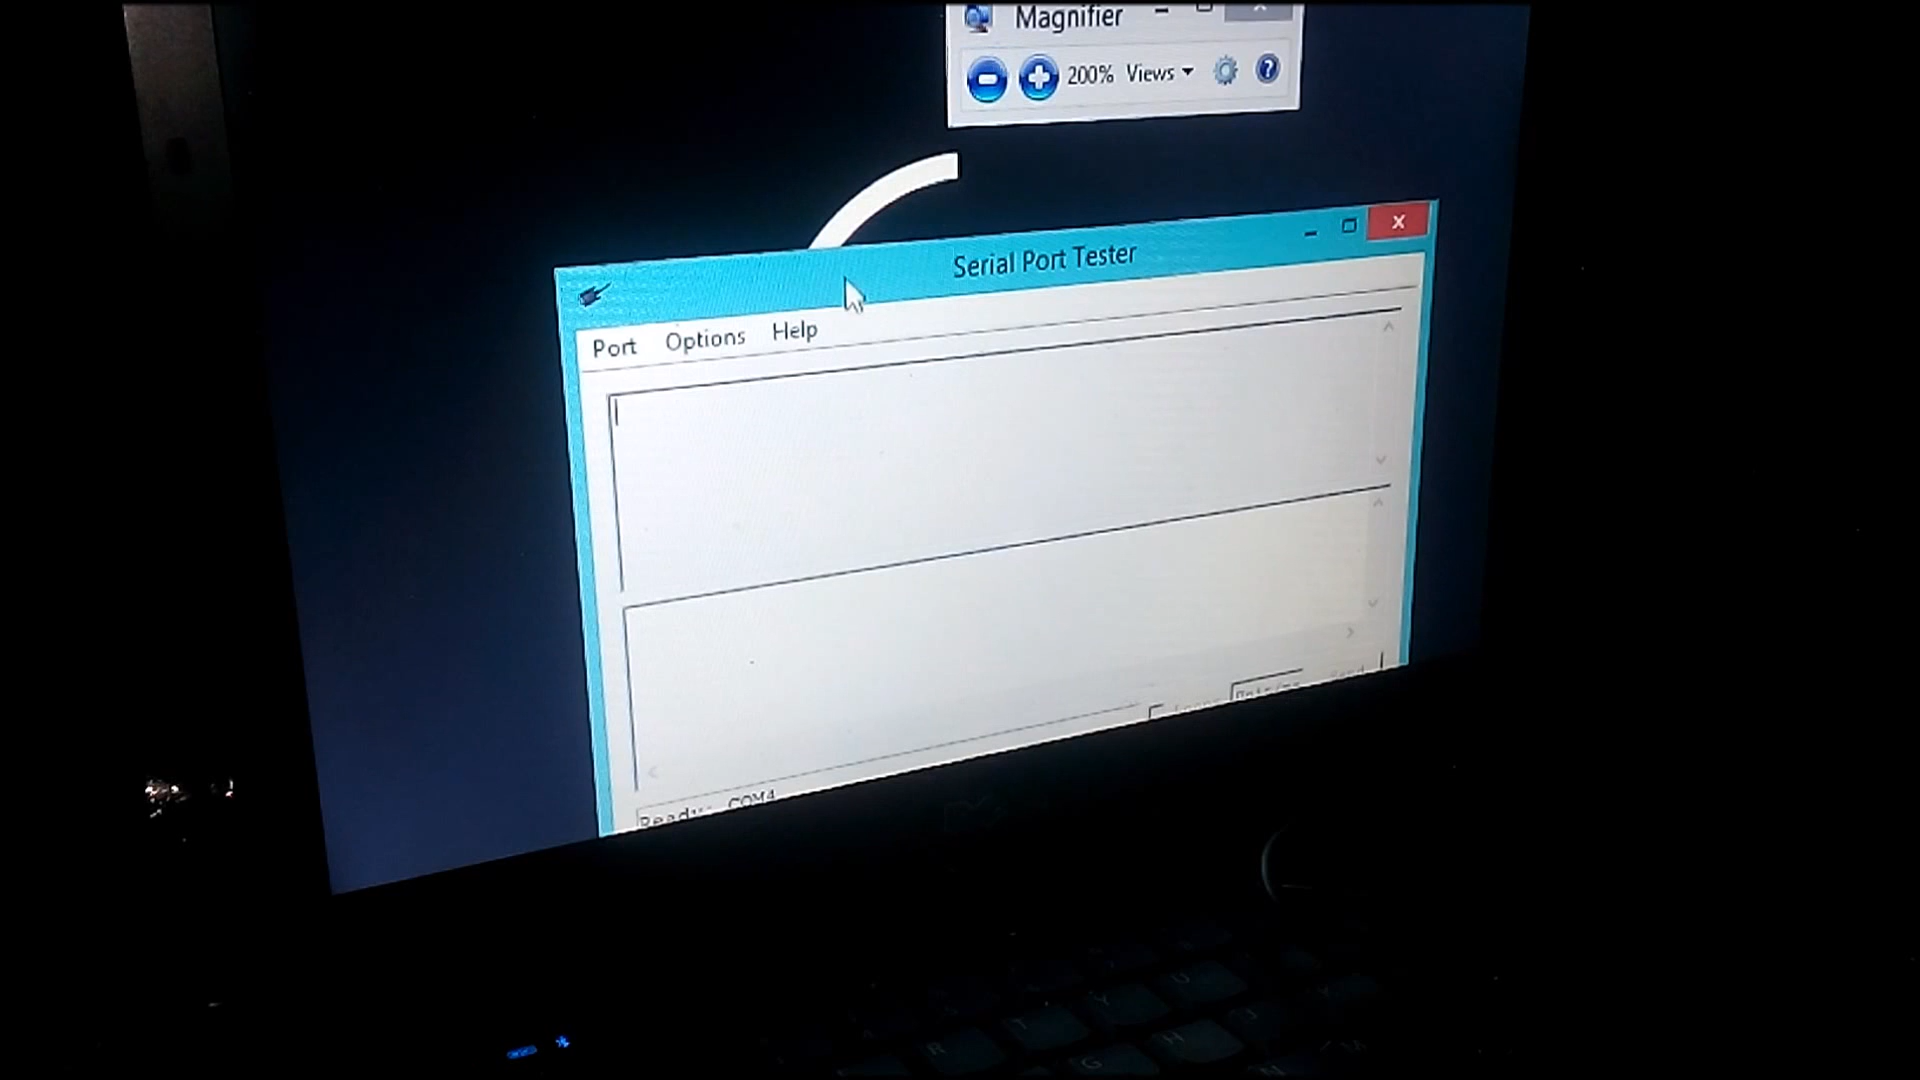 Magnifier
200% Views
Serial Port Tester
Port Options Help
Ready: COM4
R T Y U
G H J